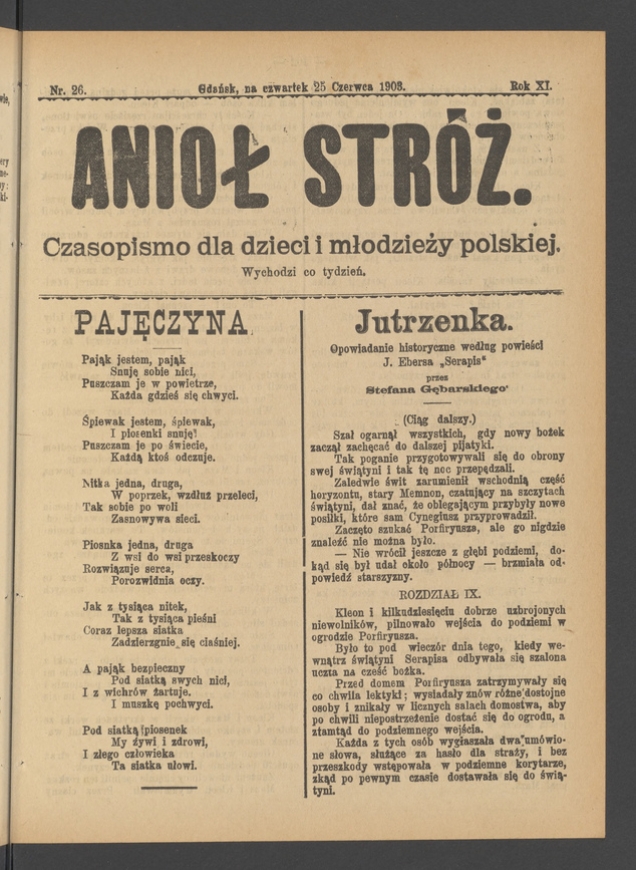 Nr. 26.
Gdańsk, na czwartek 25 Czerwca 1903.
Rok XI.
ANIOŁ STRÓŻ.
Czasopismo dla dzieci i młodzieży polskiej.
Wychodzi co tydzień.
PAJĘCZYNA.
Pająk jestem, pająk
Snuję sobie nici,
Puszczam je w powietrze,
Każda gdzieś się chwyci.
Śpiewak jestem, śpiewak,
I piosenki snuję!
Puszczam je po świecie,
Każdą ktoś odczuje.
Nitka jedna, druga,
W poprzek, wzdłuż przeleci,
Tak sobie po woli
Zasnowywa sieci.
Piosnka jedna, druga
Z wsi do wsi przeskoczy
Rozwiązuje serca,
Porozwidnia oczy.
Jak z tysiąca nitek,
Tak z tysiąca pieśni
Coraz lepsza siatka
Zadzierzgnie się ciaśniej.
A pająk bezpieczny
Pod siatką swych nici,
I z wichrów żartuje.
I muszkę pochwyci.
Pod siatką piosenek
My żywi i zdrowi,
I złego człowieka
Ta siatka ułowi.
Jutrzenka.
Opowiadanie historyczne według powieści
J. Ebersa „Serapis"
przez
Stefana Gębarskiego
(Ciąg dalszy.)
Szał ogarnął wszystkich, gdy nowy bożek
zaczął zachęcać do dalszej pijatyki.
Tak poganie przygotowywali się do obrony
swej świątyni i tak tę noc przepędzali.
Zaledwie świt zarumienił wschodnią część
horyzontu, stary Memnon, czatujący na szczytach
świątyni, dał znać, że oblegającym przybyły nowe
posiłki, które sam Cynegiusz przyprowadził.
Zaczęto szukać Porfiryusza, ale go nigdzie
znaleźć nie można było.
— Nie wrócił jeszcze z głębi podziemi, do-
kąd się był udał około północy — brzmiała od-
powiedź starszyzny.
ROZDZIAŁ IX.
Kleon i kilkudziesięciu dobrze uzbrojonych
niewolników, pilnowało wejścia do podziemi w
ogrodzie Porfiryusza.
Było to pod wieczór dnia tego, kiedy we-
wnątrz świątyni Serapisa odbywała się szalona
uczta na cześć bożka.
Przed domem Porfiryusza zatrzymywały się
co chwila lektyki; wysiadały znów różne dostojne
osoby i znikały w licznych salach domostwa, aby
po chwili niepostrzeżenie dostać się do ogrodu, a
ztamtąd do podziemnego wejścia.
Każda z tych osób wygłaszała dwa umówio-
ne słowa, służące za hasło dla straży, i bez
przeszkody wstępowała w podziemne korytarze,
zkąd po pewnym czasie dostawała się do świą-
tyni.